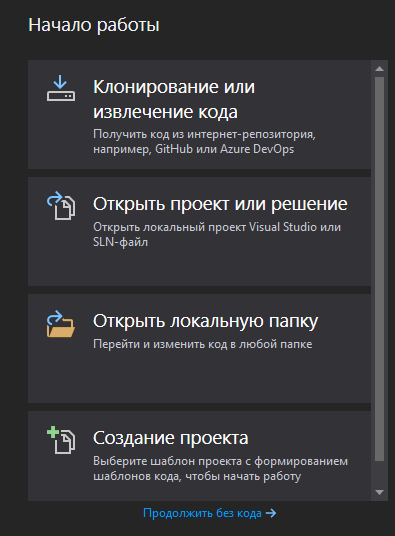 Начало работы
Клонирование или
извлечение кода
Получить код из интернет-репозитория,
например, GitHub или Azure DevOps
Открыть проект или решение
Открыть локальный проект Visual Studio или
SLN-файл
Открыть локальную папку
Перейти и изменить код в любой папке
Создание проекта
Выберите шаблон проекта с формированием
шаблонов кода, чтобы начать работу
Продолжить без кода →